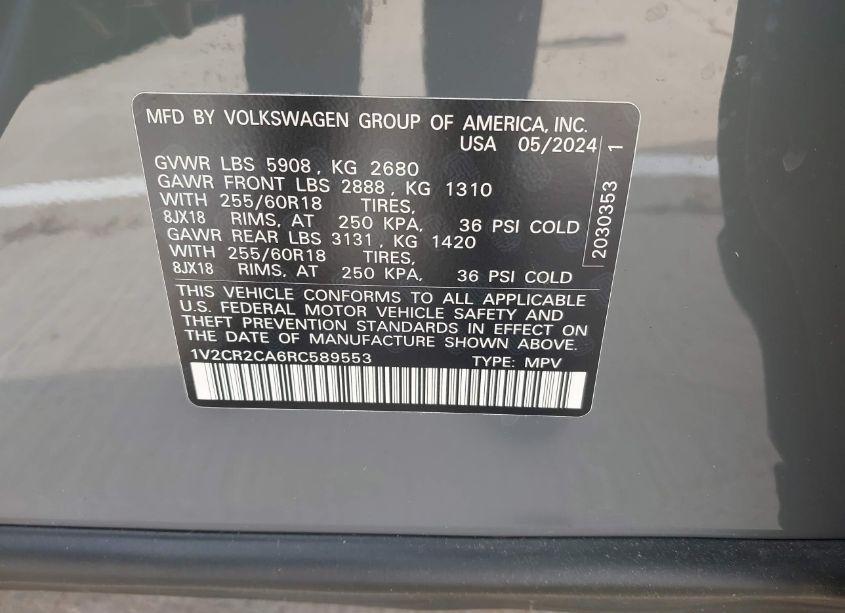 MFD BY VOLKSWAGEN GROUP OF AMERICA, INC.
USA 05/2024
GVWR LBS 5908, KG 2680
GAWR FRONT LBS 2888, KG 1310
WITH 255/60R18 TIRES,
8JX18 RIMS, AT 250 KPA, 36 PSI COLD
GAWR REAR LBS 3131, KG 1420
WITH 255/60R18 TIRES,
8JX18 RIMS, AT 250 KPA, 36 PSI COLD
THIS VEHICLE CONFORMS TO ALL APPLICABLE
U.S. FEDERAL MOTOR VEHICLE SAFETY AND
THEFT PREVENTION STANDARDS IN EFFECT ON
THE DATE OF MANUFACTURE SHOWN ABOVE.
1V2CR2CA6RC589553 TYPE: MPV
2030353 1